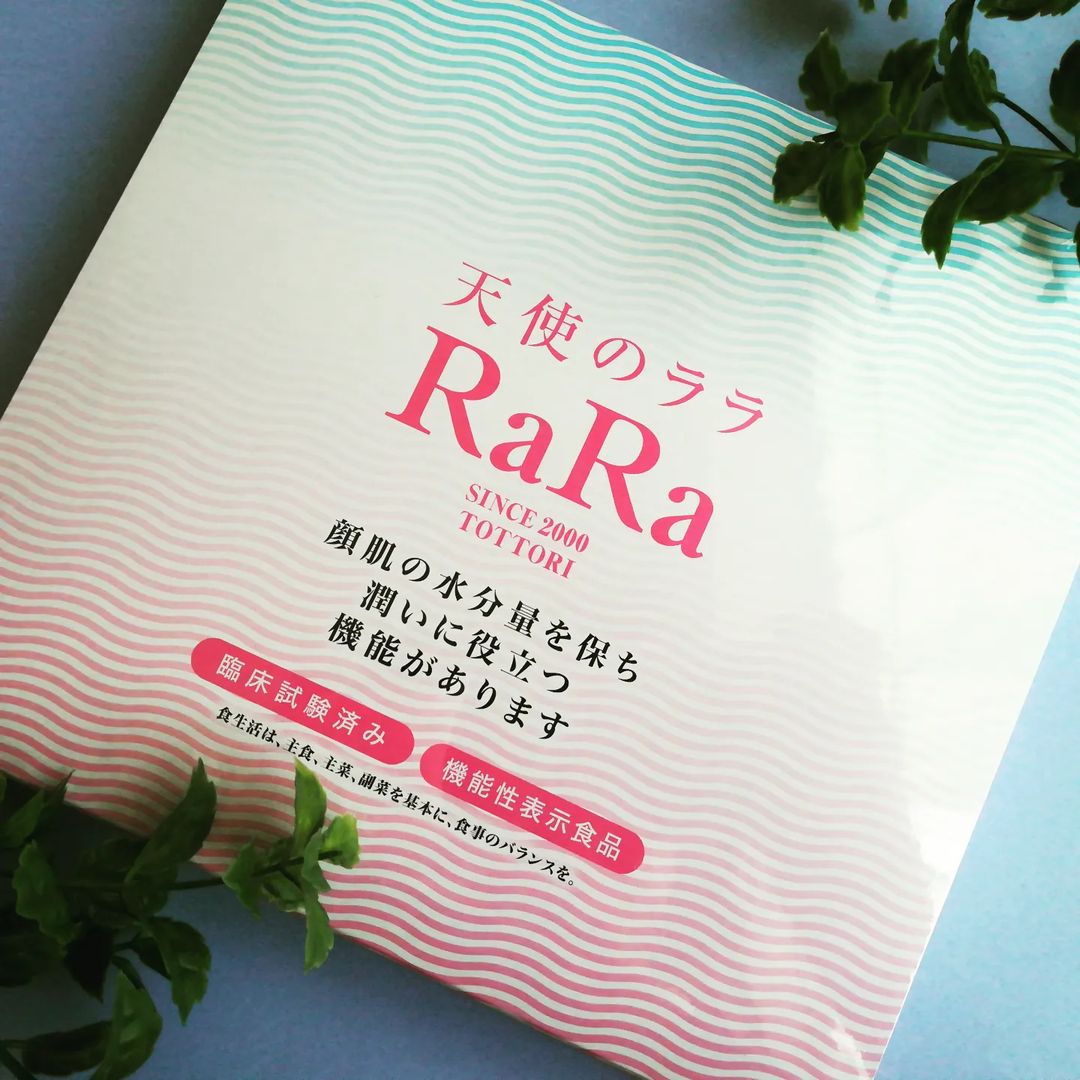 天使のララ
RaRa
SINCE 2000
TOTTORI
顔肌の水分量を保ち
潤いに役立つ
機能があります
臨床試験済み
機能性表示食品
食生活は、主食、主菜、副菜を基本に、食事のバランスを。